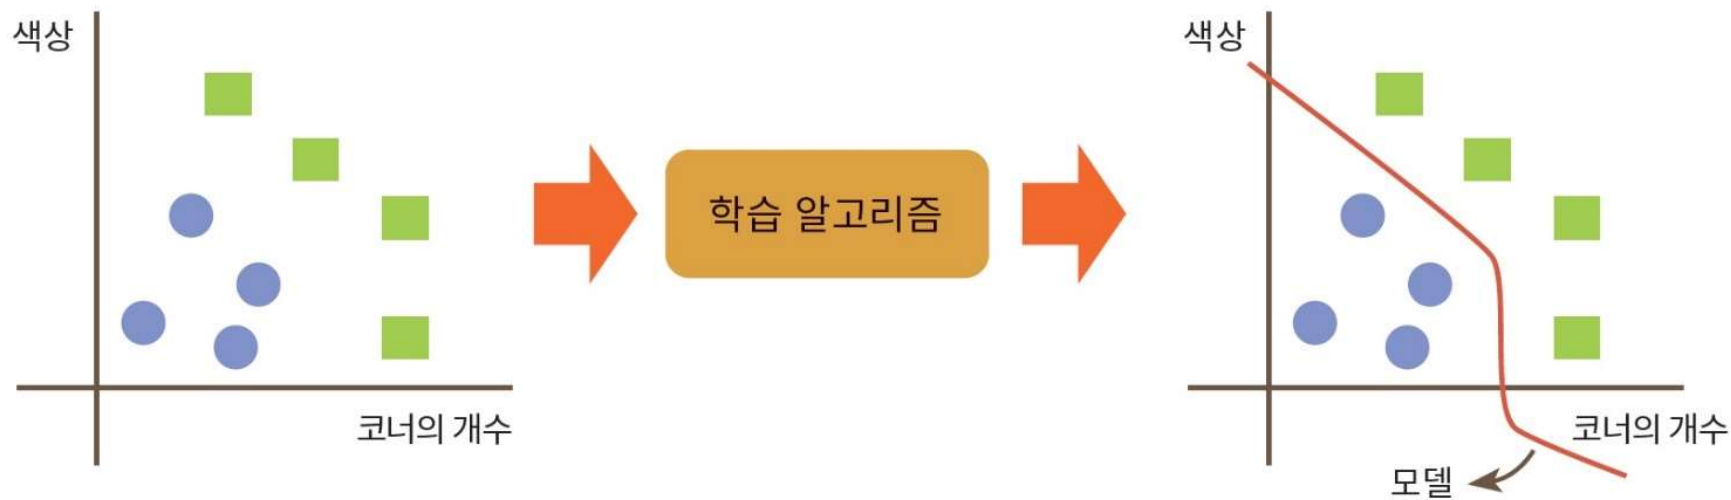 색상
코너의 개수
학습 알고리즘
색상
코너의 개수
모델